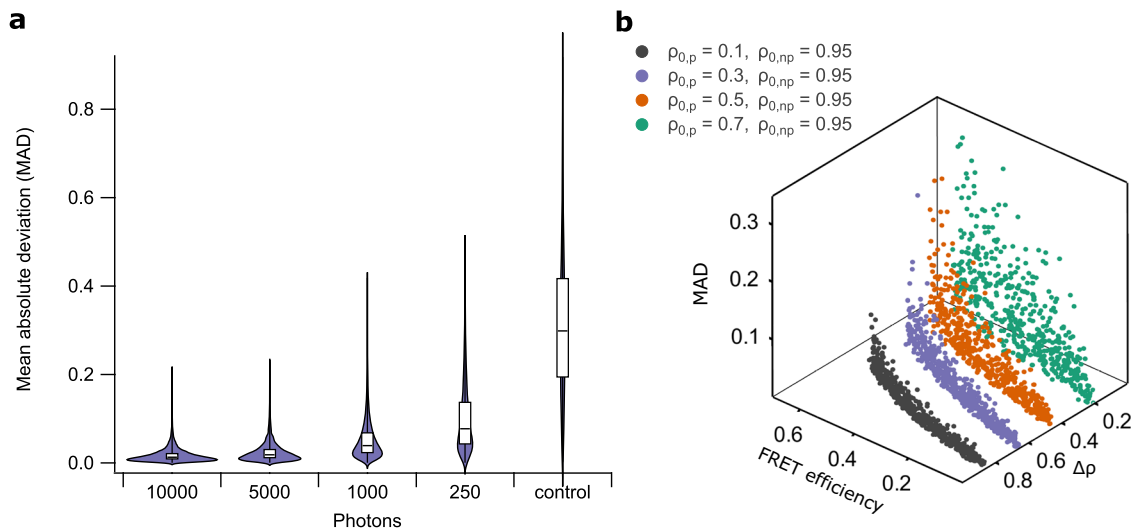 a
Mean absolute deviation (MAD)
0.8
0.6
0.4
0.2
0.0
10000 5000 1000 250 control
Photons
b
ρ0,p = 0.1, ρ0,np = 0.95
ρ0,p = 0.3, ρ0,np = 0.95
ρ0,p = 0.5, ρ0,np = 0.95
ρ0,p = 0.7, ρ0,np = 0.95
MAD
0.3
0.2
0.1
0.6
0.4
0.2
FRET efficiency
0.2
0.4
0.6
0.8
Δρ